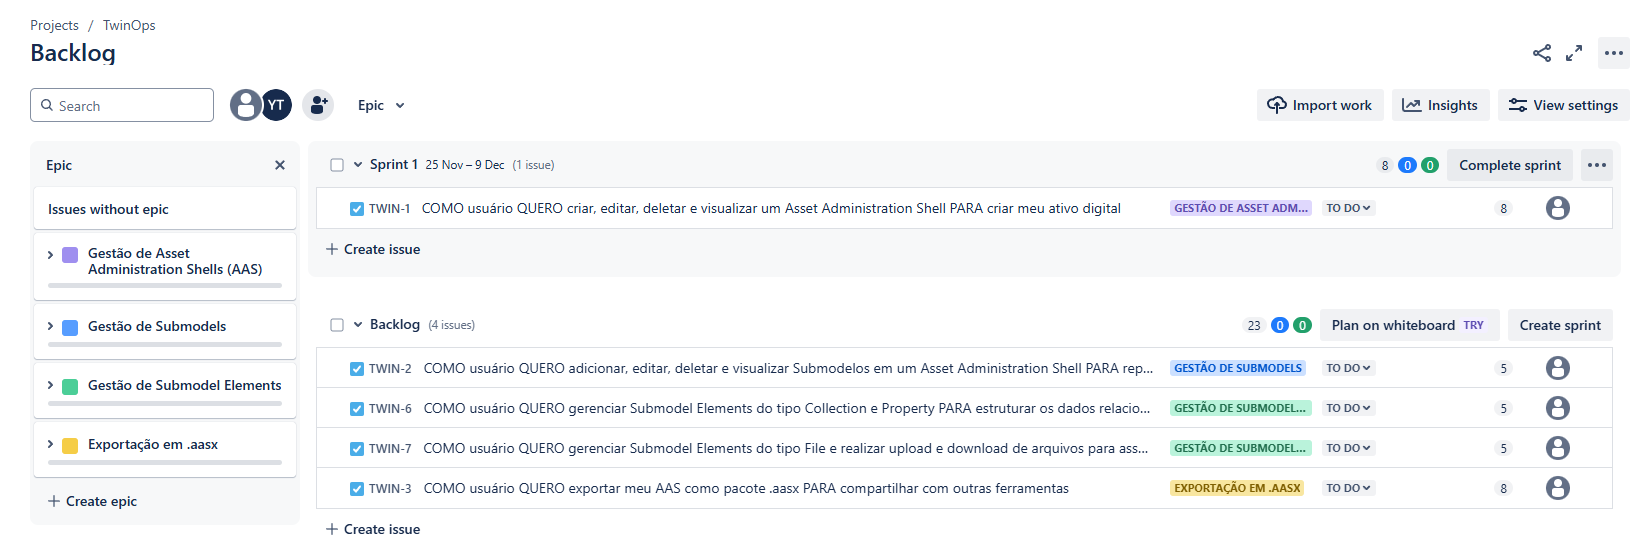 Projects / TwinOps
Backlog
Search
YT
Epic
Import work
Insights
View settings
Epic
Issues without epic
Gestão de Asset
Administration Shells (AAS)
Gestão de Submodels
Gestão de Submodel Elements
Exportação em .aasx
+ Create epic
Sprint 1 25 Nov – 9 Dec (1 issue) 8 0 0 Complete sprint
TWIN-1 COMO usuário QUERO criar, editar, deletar e visualizar um Asset Administration Shell PARA criar meu ativo digital GESTÃO DE ASSET ADM... TO DO 8
+ Create issue
Backlog (4 issues) 23 0 0 Plan on whiteboard TRY Create sprint
TWIN-2 COMO usuário QUERO adicionar, editar, deletar e visualizar Submodelos em um Asset Administration Shell PARA rep... GESTÃO DE SUBMODELS TO DO 5
TWIN-6 COMO usuário QUERO gerenciar Submodel Elements do tipo Collection e Property PARA estruturar os dados relacio... GESTÃO DE SUBMODEL... TO DO 5
TWIN-7 COMO usuário QUERO gerenciar Submodel Elements do tipo File e realizar upload e download de arquivos para ass... GESTÃO DE SUBMODEL... TO DO 5
TWIN-3 COMO usuário QUERO exportar meu AAS como pacote .aasx PARA compartilhar com outras ferramentas EXPORTAÇÃO EM .AASX TO DO 8
+ Create issue